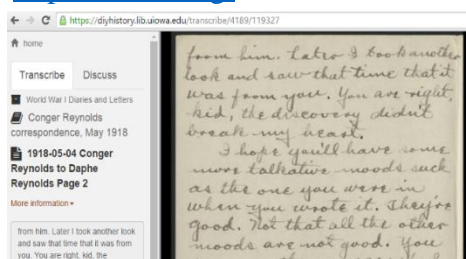 https://diyhistory.lib.uiowa.edu/transcribe/4189/119327
home
Transcribe Discuss
World War I Diaries and Letters
Conger Reynolds
correspondence, May 1918
1918-05-04 Conger
Reynolds to Daphe
Reynolds Page 2
More information
from him. Later I took another look
and saw that time that it was from
you. You are right, kid, the
from him. Later I took another
look and saw that time that it
was from you. You are right,
kid, the discovery didn't
break my heart.
I hope you'll have some
more talkative moods such
as the one you were in
when you wrote it. They're
good. Not that all the other
moods are not good. You